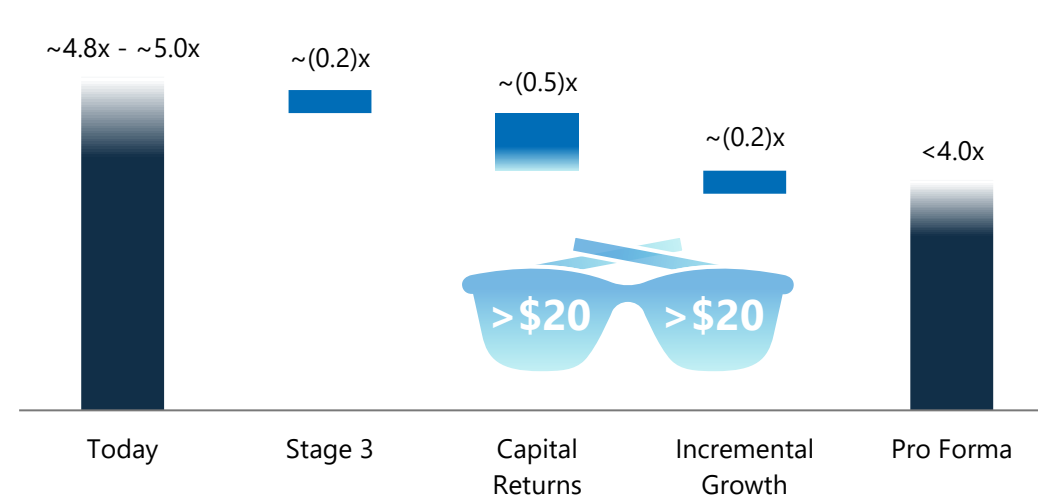 ~4.8x - ~5.0x
~(0.2)x
~(0.5)x
~(0.2)x
<4.0x
>$20 >$20
Today
Stage 3
Capital
Returns
Incremental
Growth
Pro Forma